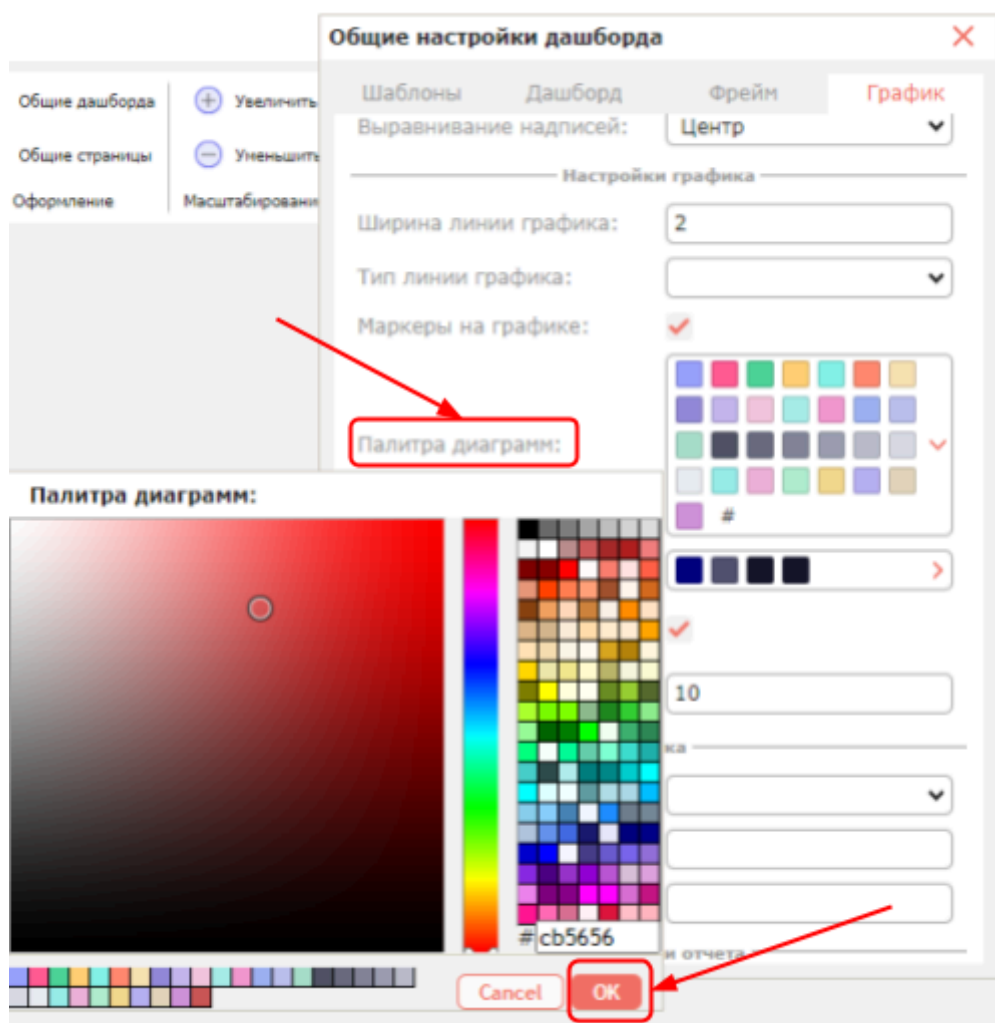 Общие настройки дашборда
Общие дашборда
Увеличить
Шаблоны
Дашборд
Фрейм
График
Выравнивание надписей:
Центр
Общие страницы
Уменьшить
Настройки графика
Оформление
Масштабировани
Ширина линии графика:
2
Тип линии графика:
Маркеры на графике:
Палитра диаграмм:
#
Палитра диаграмм:
10
ка
# cb5656
и отчета
Cancel
OK